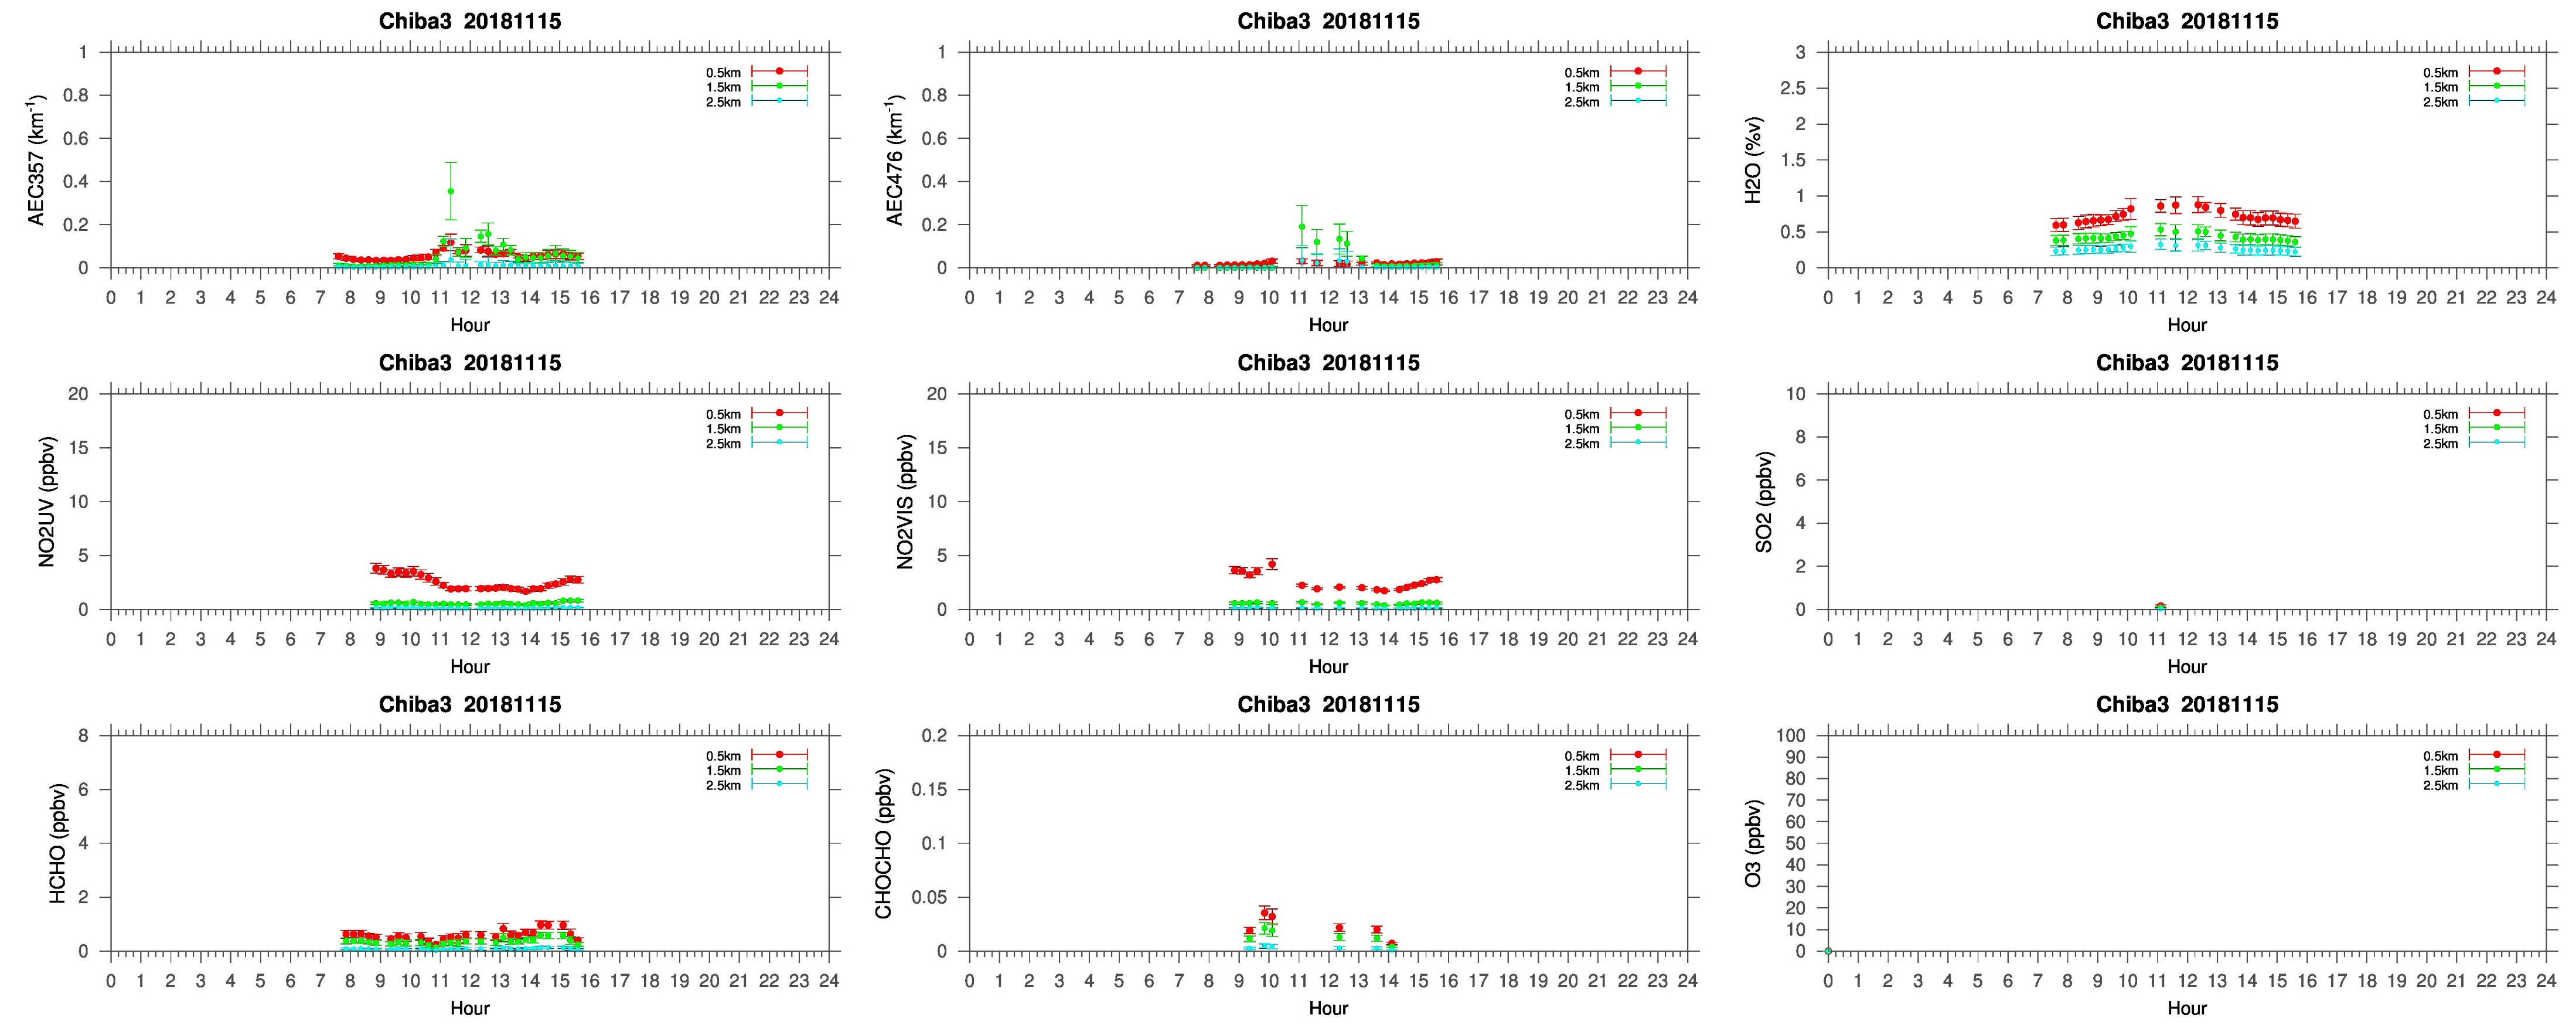 Chiba3 20181115
AEC357 (km-1)
1
0.8
0.6
0.4
0.2
0
0.5km
1.5km
2.5km
0 1 2 3 4 5 6 7 8 9 10 11 12 13 14 15 16 17 18 19 20 21 22 23 24
Hour
Chiba3 20181115
AEC476 (km-1)
1
0.8
0.6
0.4
0.2
0
0.5km
1.5km
2.5km
0 1 2 3 4 5 6 7 8 9 10 11 12 13 14 15 16 17 18 19 20 21 22 23 24
Hour
Chiba3 20181115
H2O (%v)
3
2.5
2
1.5
1
0.5
0
0.5km
1.5km
2.5km
0 1 2 3 4 5 6 7 8 9 10 11 12 13 14 15 16 17 18 19 20 21 22 23 24
Hour
Chiba3 20181115
NO2UV (ppbv)
20
15
10
5
0
0.5km
1.5km
2.5km
0 1 2 3 4 5 6 7 8 9 10 11 12 13 14 15 16 17 18 19 20 21 22 23 24
Hour
Chiba3 20181115
NO2VIS (ppbv)
20
15
10
5
0
0.5km
1.5km
2.5km
0 1 2 3 4 5 6 7 8 9 10 11 12 13 14 15 16 17 18 19 20 21 22 23 24
Hour
Chiba3 20181115
SO2 (ppbv)
10
8
6
4
2
0
0.5km
1.5km
2.5km
0 1 2 3 4 5 6 7 8 9 10 11 12 13 14 15 16 17 18 19 20 21 22 23 24
Hour
Chiba3 20181115
HCHO (ppbv)
8
6
4
2
0
0.5km
1.5km
2.5km
0 1 2 3 4 5 6 7 8 9 10 11 12 13 14 15 16 17 18 19 20 21 22 23 24
Hour
Chiba3 20181115
CHOCHO (ppbv)
0.2
0.15
0.1
0.05
0
0.5km
1.5km
2.5km
0 1 2 3 4 5 6 7 8 9 10 11 12 13 14 15 16 17 18 19 20 21 22 23 24
Hour
Chiba3 20181115
O3 (ppbv)
100
90
80
70
60
50
40
30
20
10
0
0.5km
1.5km
2.5km
0 1 2 3 4 5 6 7 8 9 10 11 12 13 14 15 16 17 18 19 20 21 22 23 24
Hour